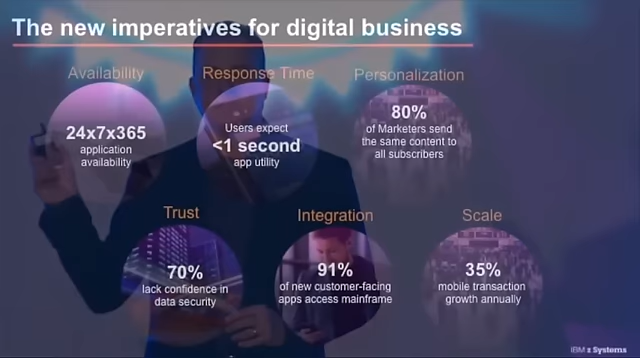 The new imperatives for digital business
Availability
Response Time
Personalization
24x7x365
application
availability
Users expect
<1 second
app utility
80%
of Marketers send
the same content to
all subscribers
Trust
Integration
Scale
70%
lack confidence in
data security
91%
of new customer-facing
apps access mainframe
35%
mobile transaction
growth annually
IBM z Systems